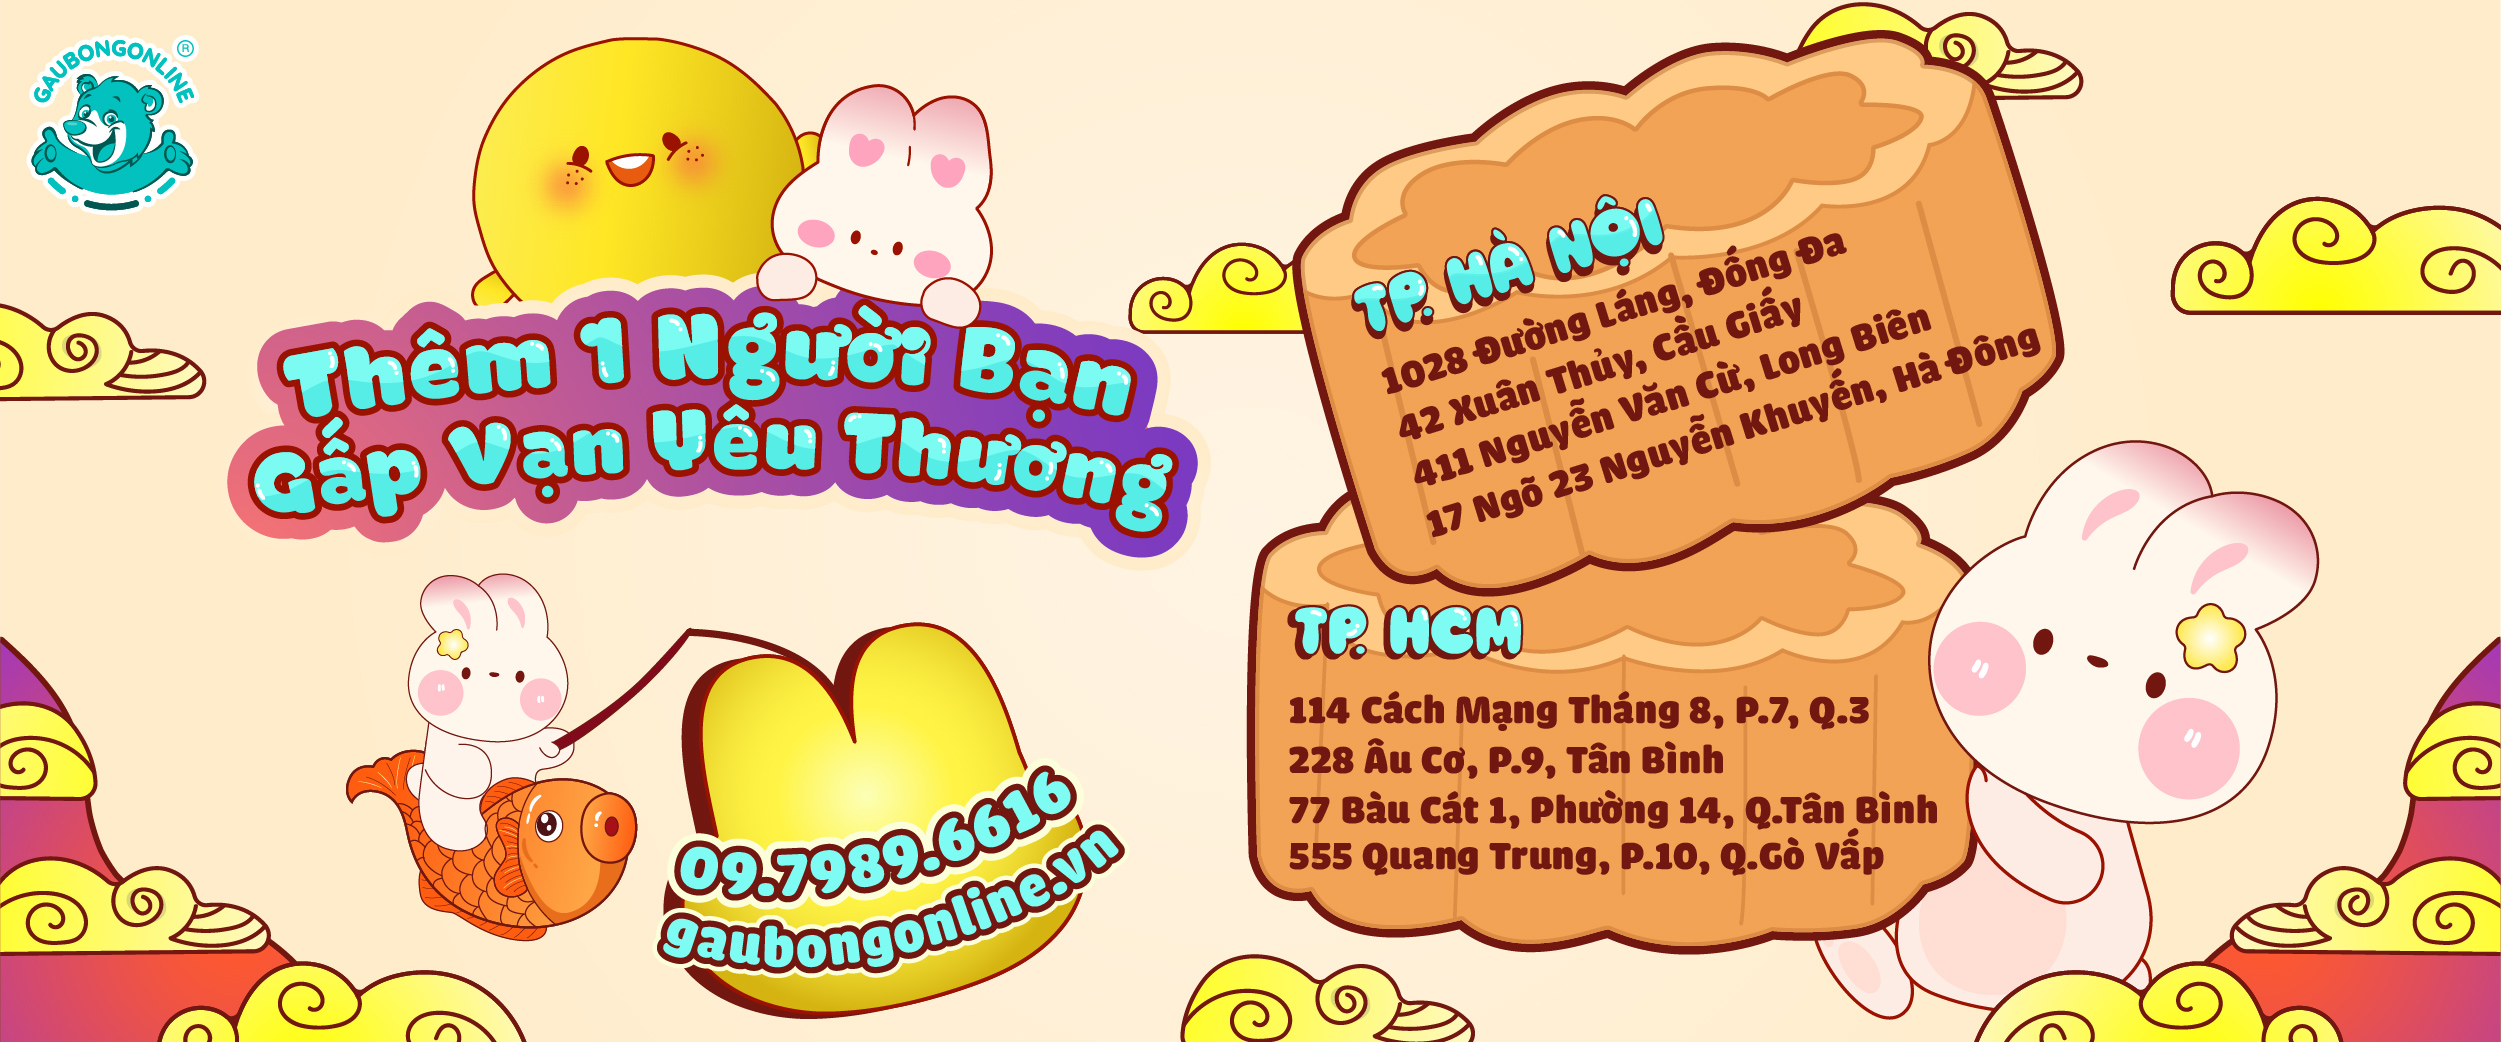 GAUBONGONLINE ®
Thêm 1 Người Bạn
Gấp Vạn Yêu Thương
09.7989.6616
gaubongonline.vn
TP. HÀ NỘI
1028 Đường Láng, Đống Đa
42 Xuân Thủy, Cầu Giấy
411 Nguyễn Văn Cừ, Long Biên
17 Ngõ 23 Nguyễn Khuyến, Hà Đông
TP. HCM
114 Cách Mạng Tháng 8, P.7, Q.3
228 Âu Cơ, P.9, Tân Bình
77 Bàu Cát 1, Phường 14, Q.Tân Bình
555 Quang Trung, P.10, Q.Gò Vấp